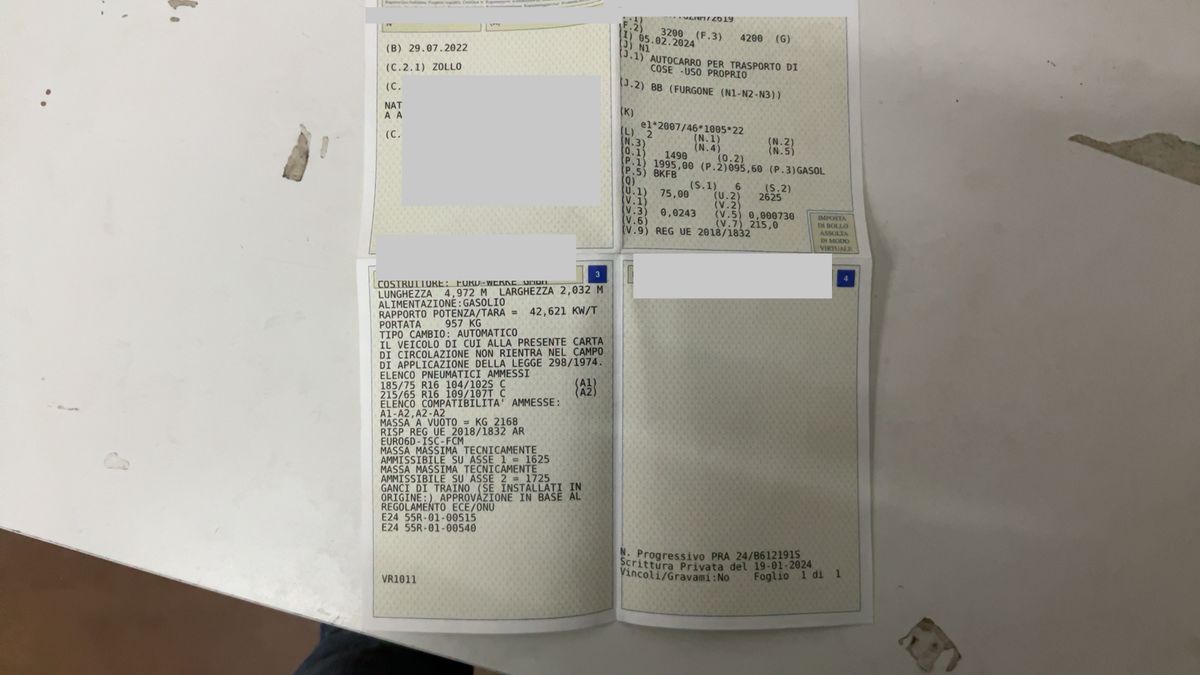 (B) 29.07.2022
(C.2.1) ZOLLO
(C.
NAT
A A
(C.
3200 (F.3) 4200 (G)
(I) 05.02.2024
(J) N1
(J.1) AUTOCARRO PER TRASPORTO DI
COSE -USO PROPRIO
(J.2) BB (FURGONE (N1-N2-N3))
(K)
e1*2007/46*1005*22
(L) 2 (N.1) (N.2)
(N.3) (N.4) (N.5)
(O.1) 1490 (O.2)
(P.1) 1995,00 (P.2)095,60 (P.3)GASOL
(P.5) BKFB
(Q) (S.1) 6 (S.2)
(U.1) 75,00 (U.2) 2625
(V.1) (V.2)
(V.3) 0,0243 (V.5) 0,000730
(V.6) (V.7) 215,0
(V.9) REG UE 2018/1832
IMPOSTA
DI BOLLO
ASSOLTA
IN MODO
VIRTUALE
3
COSTRUTTORE: FORD-WERKE GMBH
LUNGHEZZA 4,972 M LARGHEZZA 2,032 M
ALIMENTAZIONE:GASOLIO
RAPPORTO POTENZA/TARA = 42,621 KW/T
PORTATA 957 KG
TIPO CAMBIO: AUTOMATICO
IL VEICOLO DI CUI ALLA PRESENTE CARTA
DI CIRCOLAZIONE NON RIENTRA NEL CAMPO
DI APPLICAZIONE DELLA LEGGE 298/1974.
ELENCO PNEUMATICI AMMESSI
185/75 R16 104/102S C (A1)
215/65 R16 109/107T C (A2)
ELENCO COMPATIBILITA' AMMESSE:
A1-A2,A2-A2
MASSA A VUOTO = KG 2168
RISP REG UE 2018/1832 AR
EURO6D-ISC-FCM
MASSA MASSIMA TECNICAMENTE
AMMISSIBILE SU ASSE 1 = 1625
MASSA MASSIMA TECNICAMENTE
AMMISSIBILE SU ASSE 2 = 1725
GANCI DI TRAINO (SE INSTALLATI IN
ORIGINE:) APPROVAZIONE IN BASE AL
REGOLAMENTO ECE/ONU
E24 55R-01-00515
E24 55R-01-00540
VR1011
4
N. Progressivo PRA 24/B612191S
Scrittura Privata del 19-01-2024
Vincoli/Gravami:No Foglio 1 di 1